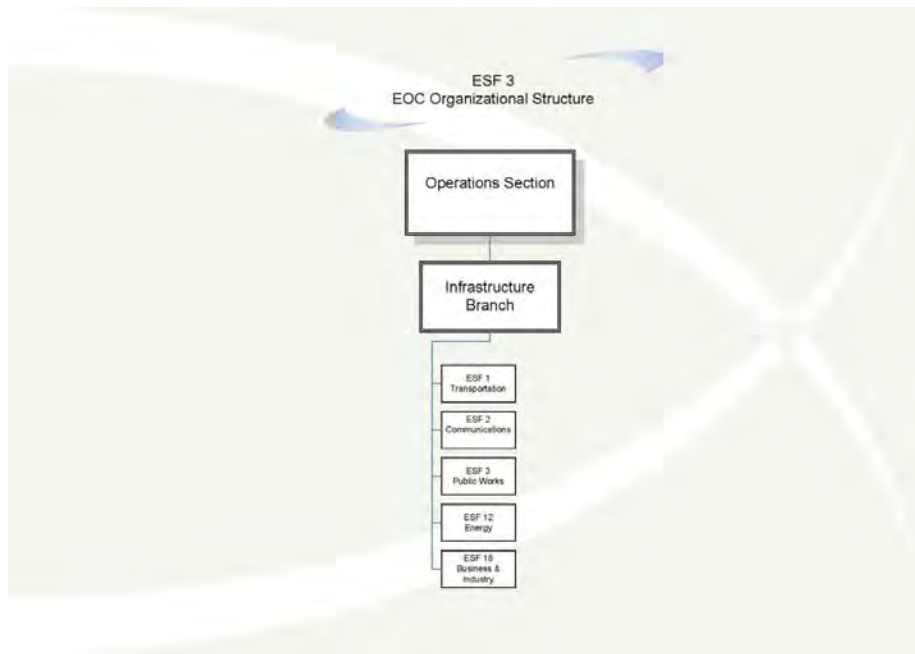 ESF 3
EOC Organizational Structure
Operations Section
Infrastructure
Branch
ESF 1
Transportation
ESF 2
Communications
ESF 3
Public Works
ESF 12
Energy
ESF 18
Business &
Industry